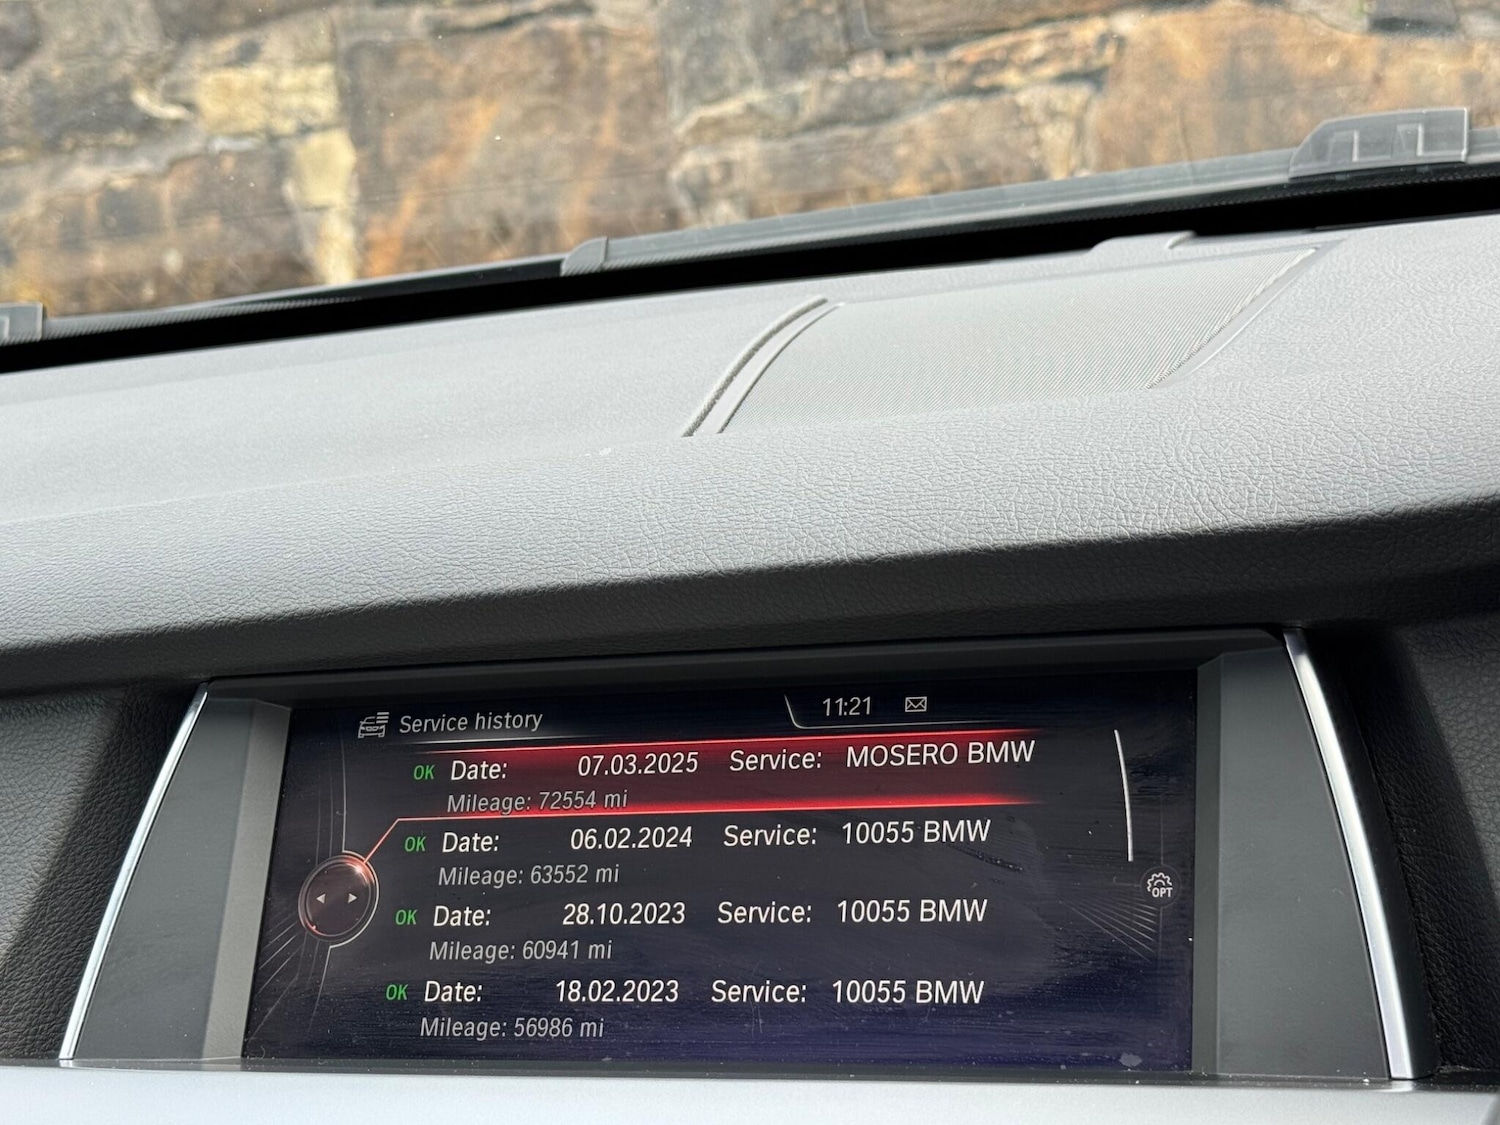 Service history 11:21
OK Date: 07.03.2025 Service: MOSERO BMW
Mileage: 72554 mi
OK Date: 06.02.2024 Service: 10055 BMW
Mileage: 63552 mi
OPT
OK Date: 28.10.2023 Service: 10055 BMW
Mileage: 60941 mi
OK Date: 18.02.2023 Service: 10055 BMW
Mileage: 56986 mi